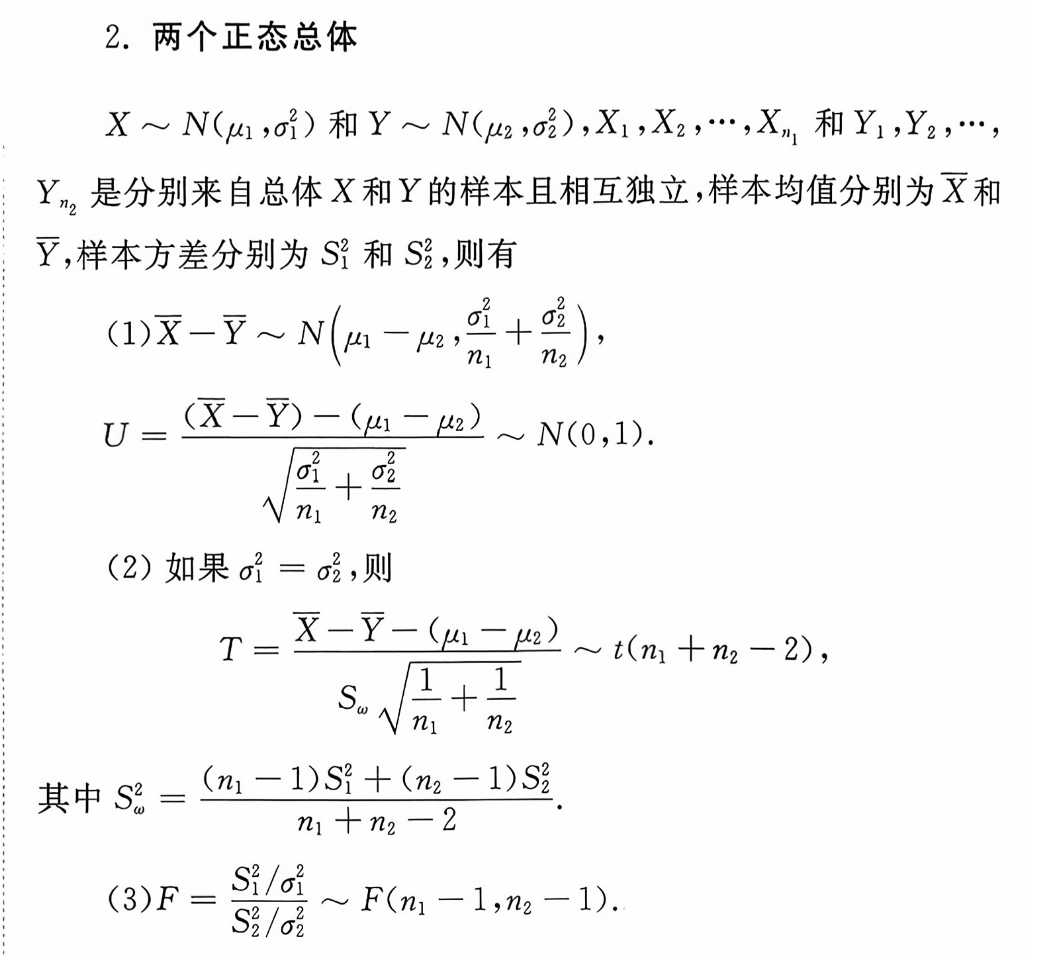 2. 两个正态总体
X ~ N(μ₁,σ₁²) 和 Y ~ N(μ₂,σ₂²),X₁,X₂,⋯,X_{n₁} 和 Y₁,Y₂,⋯,
Y_{n₂} 是分别来自总体 X 和 Y 的样本且相互独立,样本均值分别为 X̅ 和
Y̅,样本方差分别为 S₁² 和 S₂²,则有
(1) X̅ − Y̅ ~ N(μ₁ − μ₂, σ₁²/n₁ + σ₂²/n₂),
U = ((X̅ − Y̅) − (μ₁ − μ₂)) / √(σ₁²/n₁ + σ₂²/n₂) ~ N(0,1).
(2) 如果 σ₁² = σ₂²,则
T = (X̅ − Y̅ − (μ₁ − μ₂)) / (S_ω √(1/n₁ + 1/n₂)) ~ t(n₁ + n₂ − 2),
其中 S_ω² = ((n₁ − 1)S₁² + (n₂ − 1)S₂²) / (n₁ + n₂ − 2).
(3) F = (S₁²/σ₁²) / (S₂²/σ₂²) ~ F(n₁ − 1,n₂ − 1).